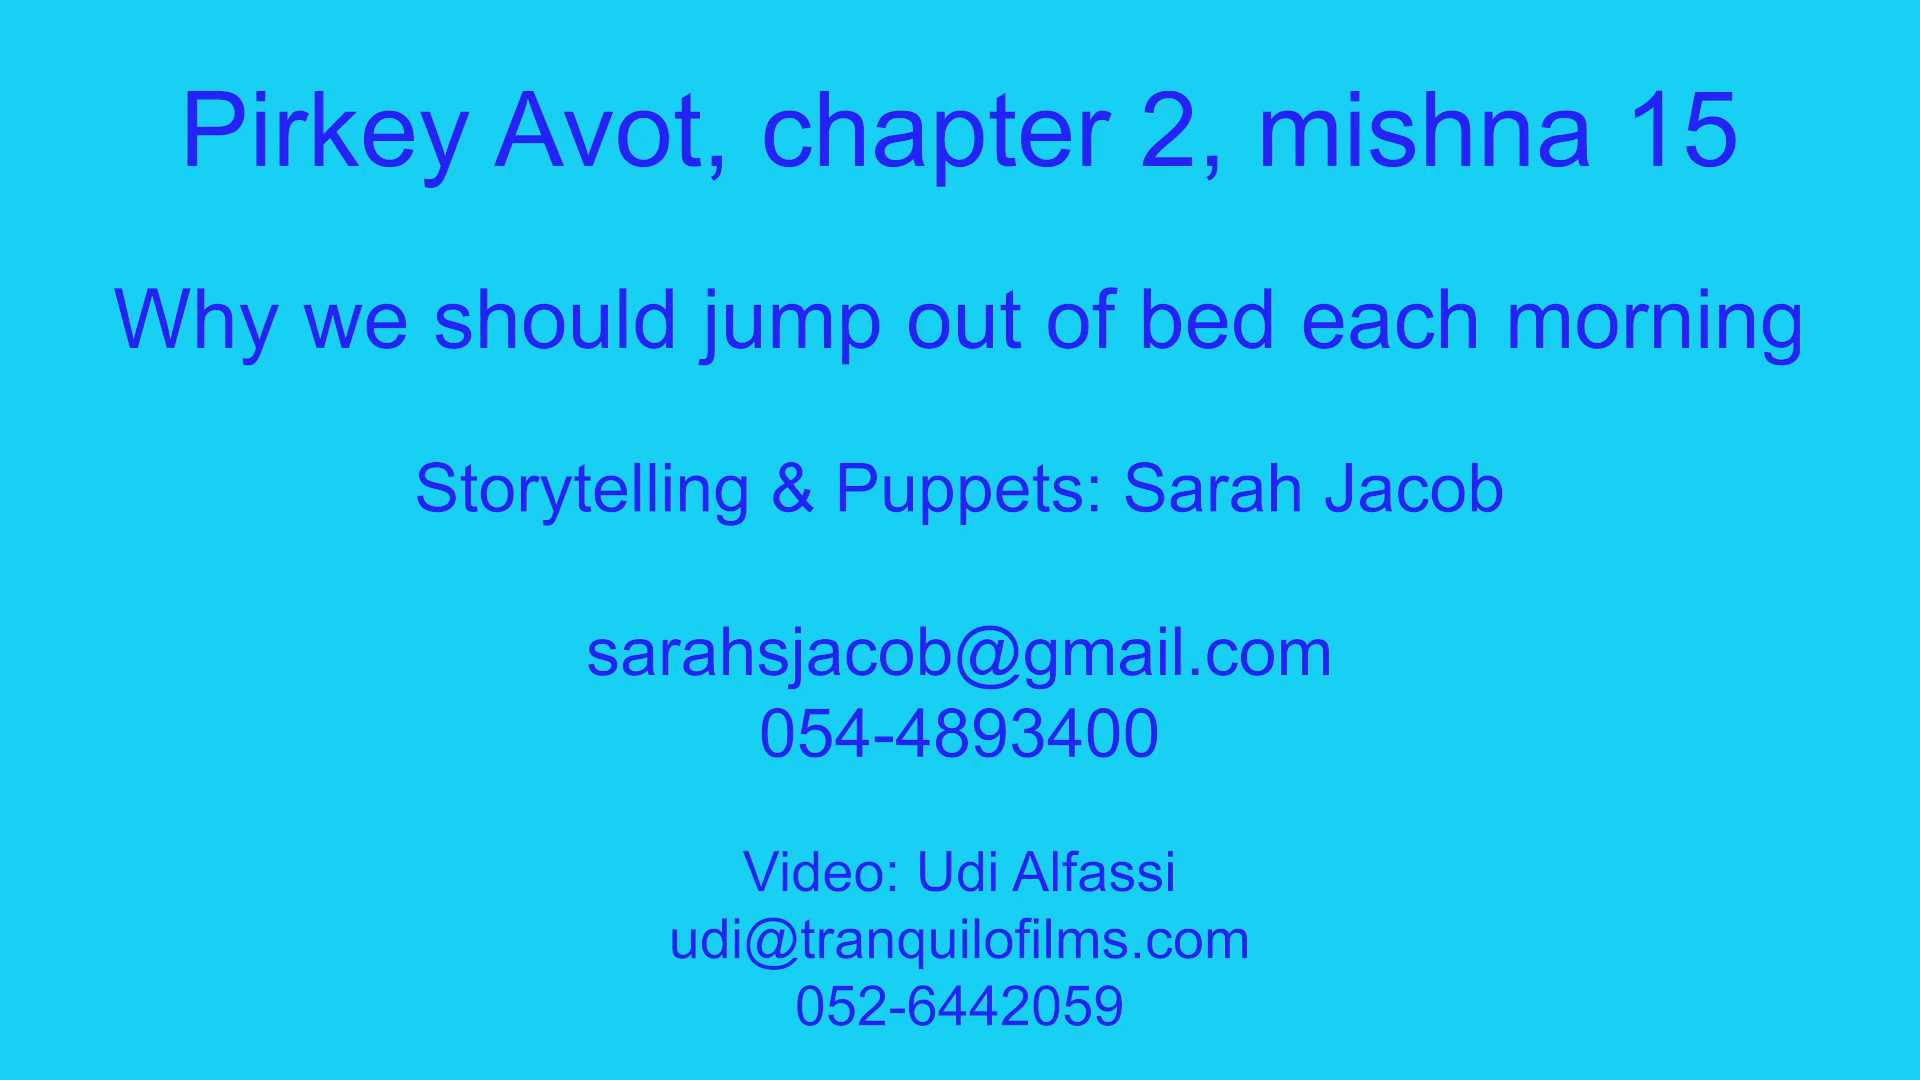 Pirkey Avot, chapter 2, mishna 15
Why we should jump out of bed each morning
Storytelling & Puppets: Sarah Jacob
sarahsjacob@gmail.com
054-4893400
Video: Udi Alfassi
udi@tranquilofilms.com
052-6442059